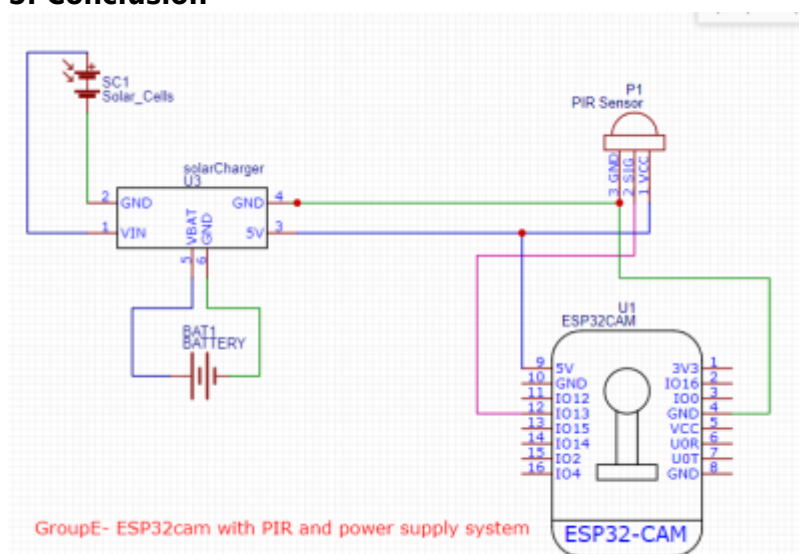 5. Conclusion
SC1
Solar_Cells
P1
PIR Sensor
3 GND
2 SIG
1 VCC
solarCharger
U3
2 GND
GND 4
1 VIN
5V 3
VBAT
GND
5
6
BAT1
BATTERY
U1
ESP32CAM
9 5V
3V3 1
10 GND
IO16 2
11 IO12
IO0 3
12 IO13
GND 4
13 IO15
VCC 5
14 IO14
U0R 6
15 IO2
U0T 7
16 IO4
GND 8
GroupE- ESP32cam with PIR and power supply system
ESP32-CAM